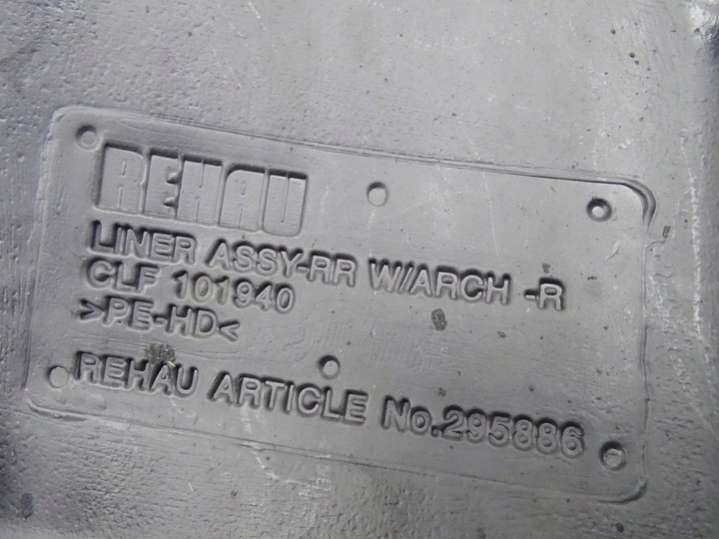 REHAU
LINER ASSY-RR W/ARCH -R
CLF 101940
>PE-HD<
REHAU ARTICLE No.295886